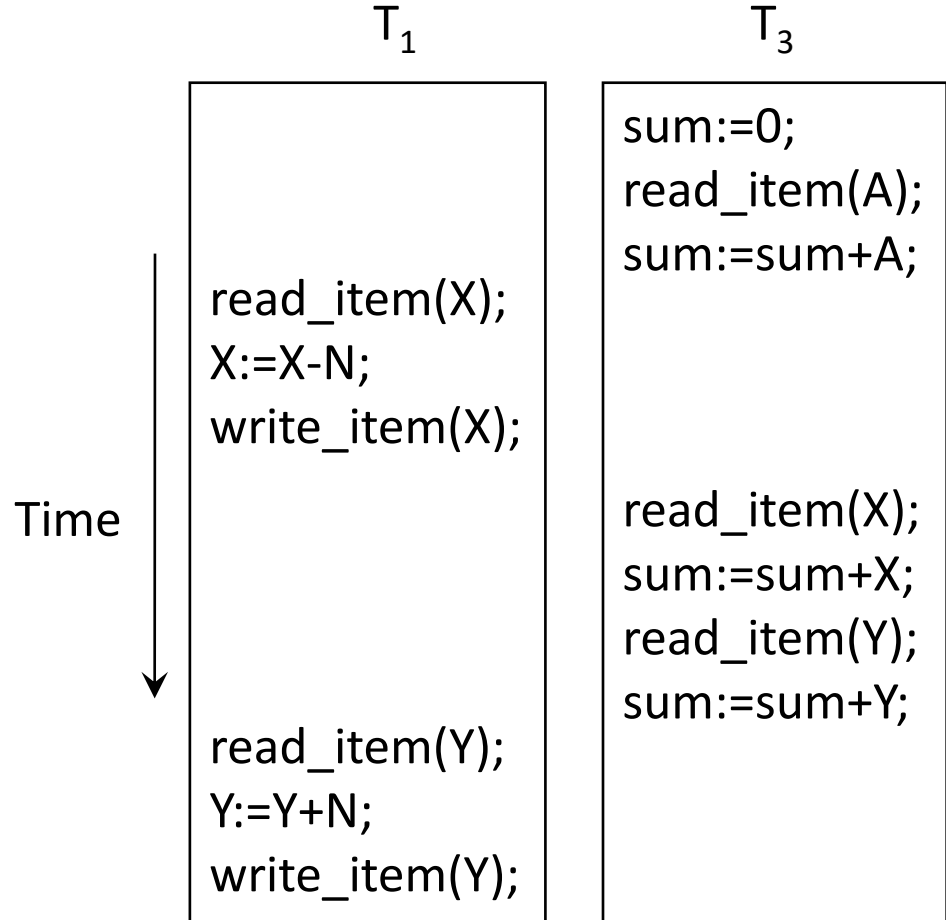 T₁
T₃
sum:=0;
read_item(A);
sum:=sum+A;
read_item(X);
X:=X-N;
write_item(X);
Time
read_item(X);
sum:=sum+X;
read_item(Y);
sum:=sum+Y;
read_item(Y);
Y:=Y+N;
write_item(Y);